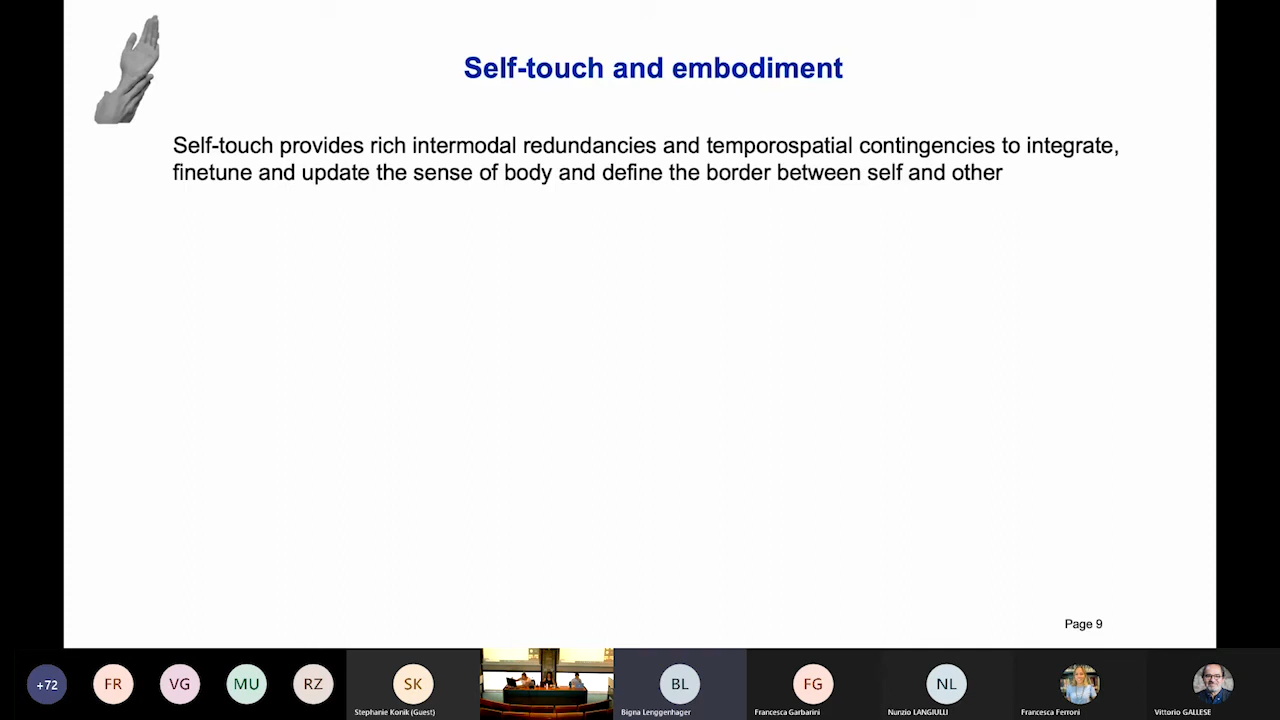 Self-touch and embodiment
Self-touch provides rich intermodal redundancies and temporospatial contingencies to integrate,
finetune and update the sense of body and define the border between self and other
Page 9
+72
FR
VG
MU
RZ
SK
Stephanie Konik (Guest)
BL
Bigna Lenggenhager
FG
Francesca Garbarini
NL
Nunzio LANGIULLI
Francesca Ferroni
Vittorio GALLESE